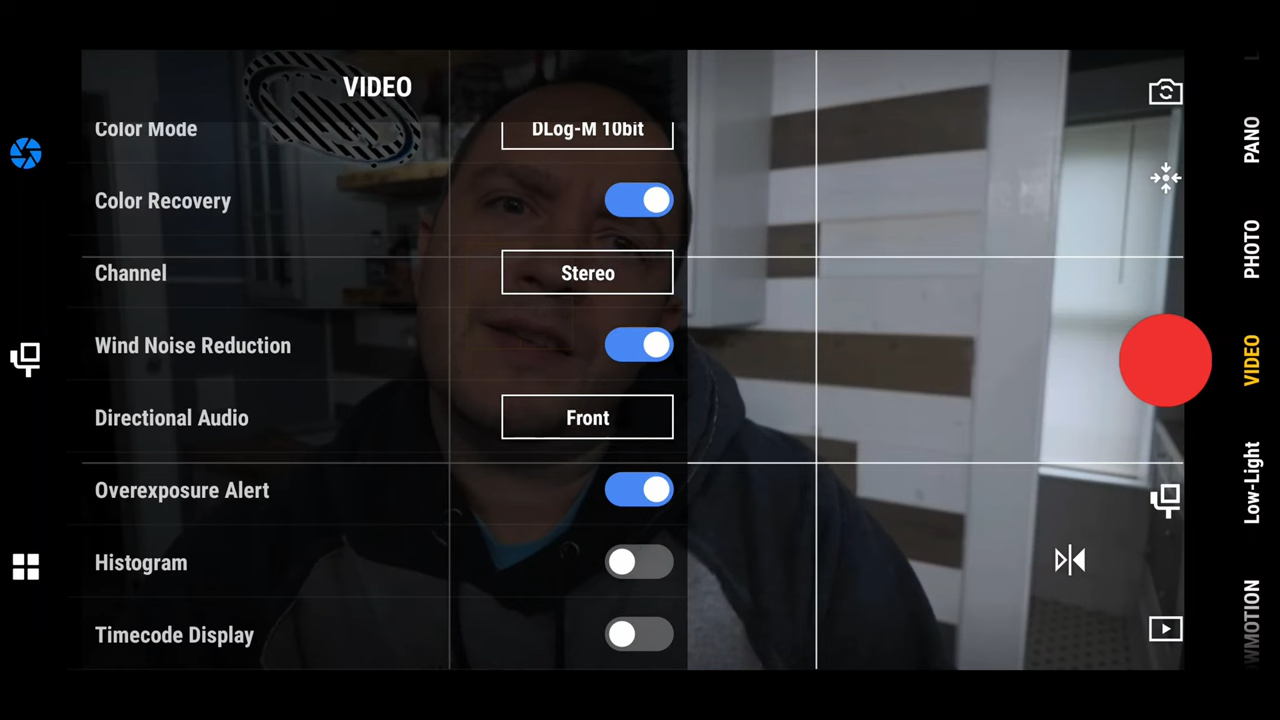 VIDEO
Color Mode DLog-M 10bit
Color Recovery
Channel Stereo
Wind Noise Reduction
Directional Audio Front
Overexposure Alert
Histogram
Timecode Display
PANO
PHOTO
VIDEO
Low-Light
WMOTION